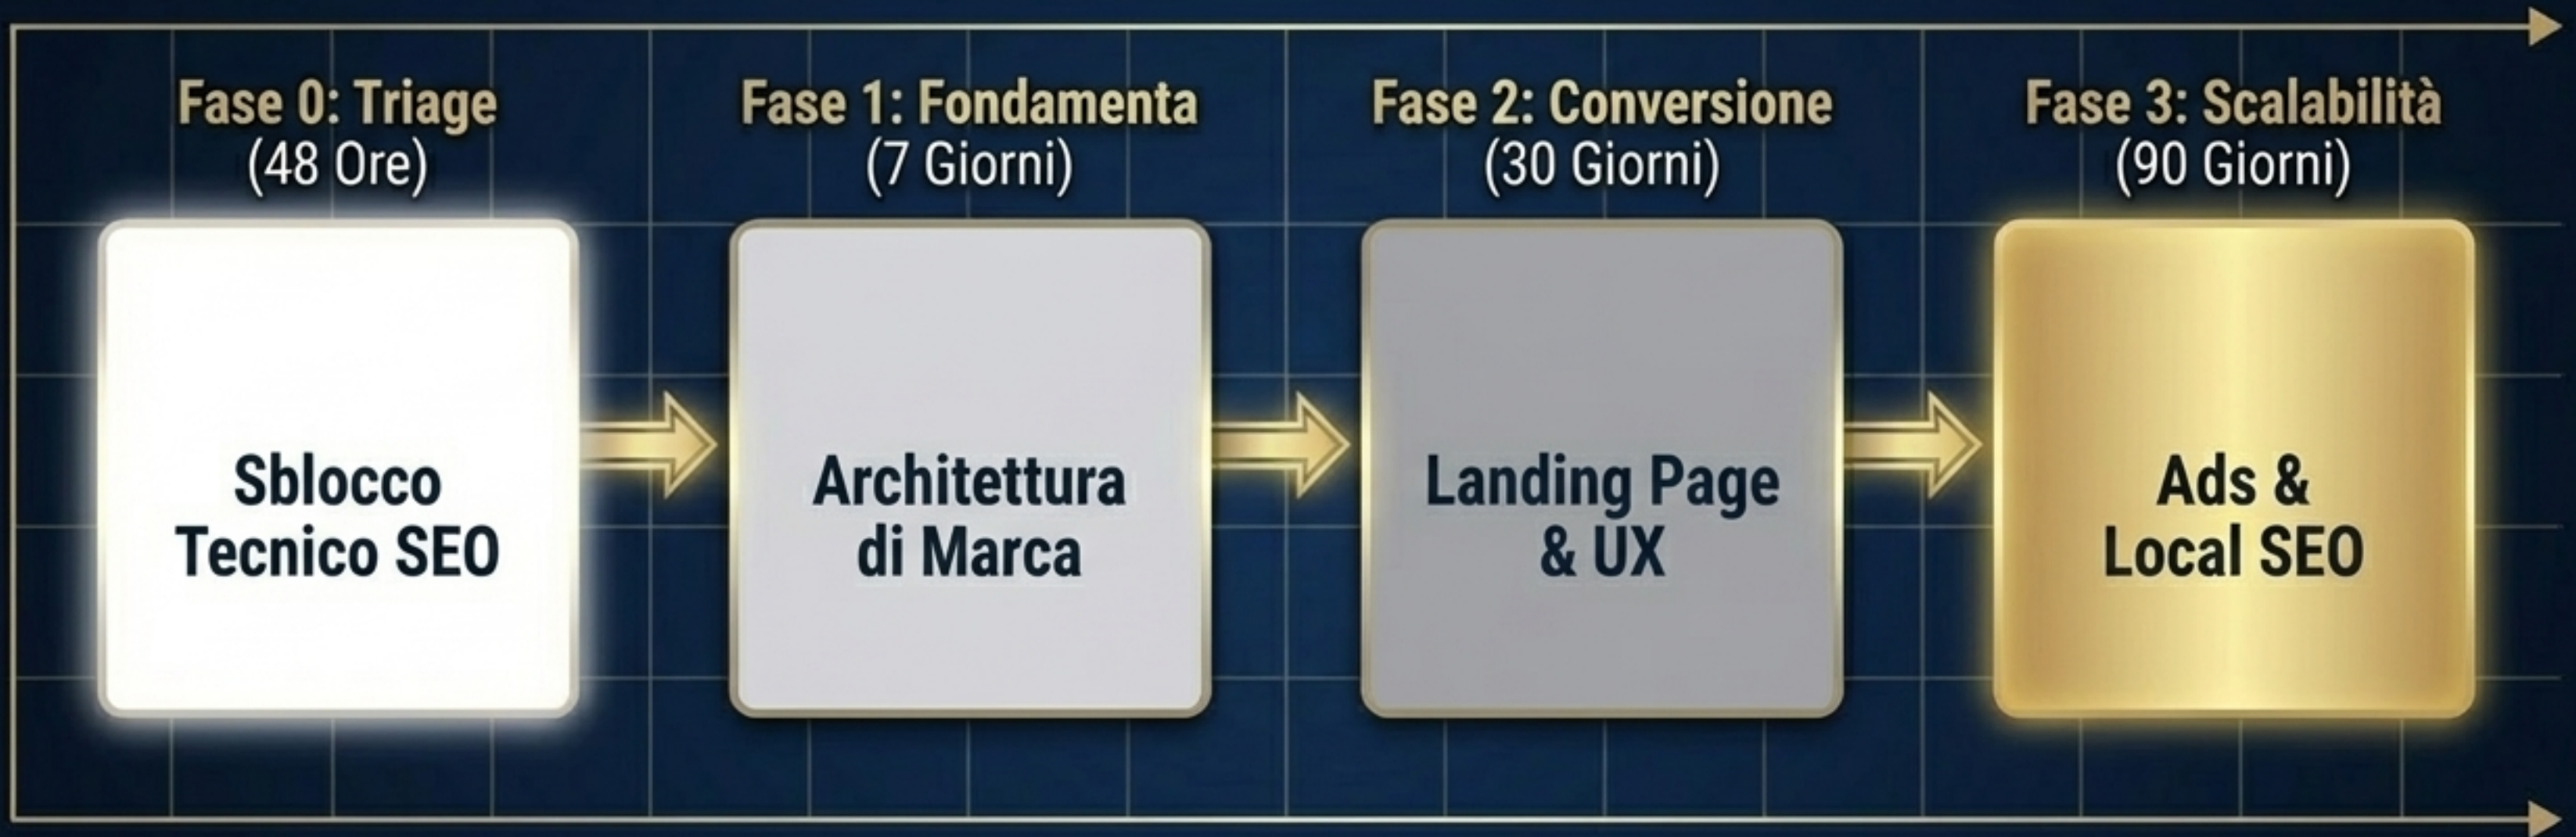 Fase 0: Triage
(48 Ore)
Sblocco
Tecnico SEO
Fase 1: Fondamenta
(7 Giorni)
Architettura
di Marca
Fase 2: Conversione
(30 Giorni)
Landing Page
& UX
Fase 3: Scalabilità
(90 Giorni)
Ads &
Local SEO